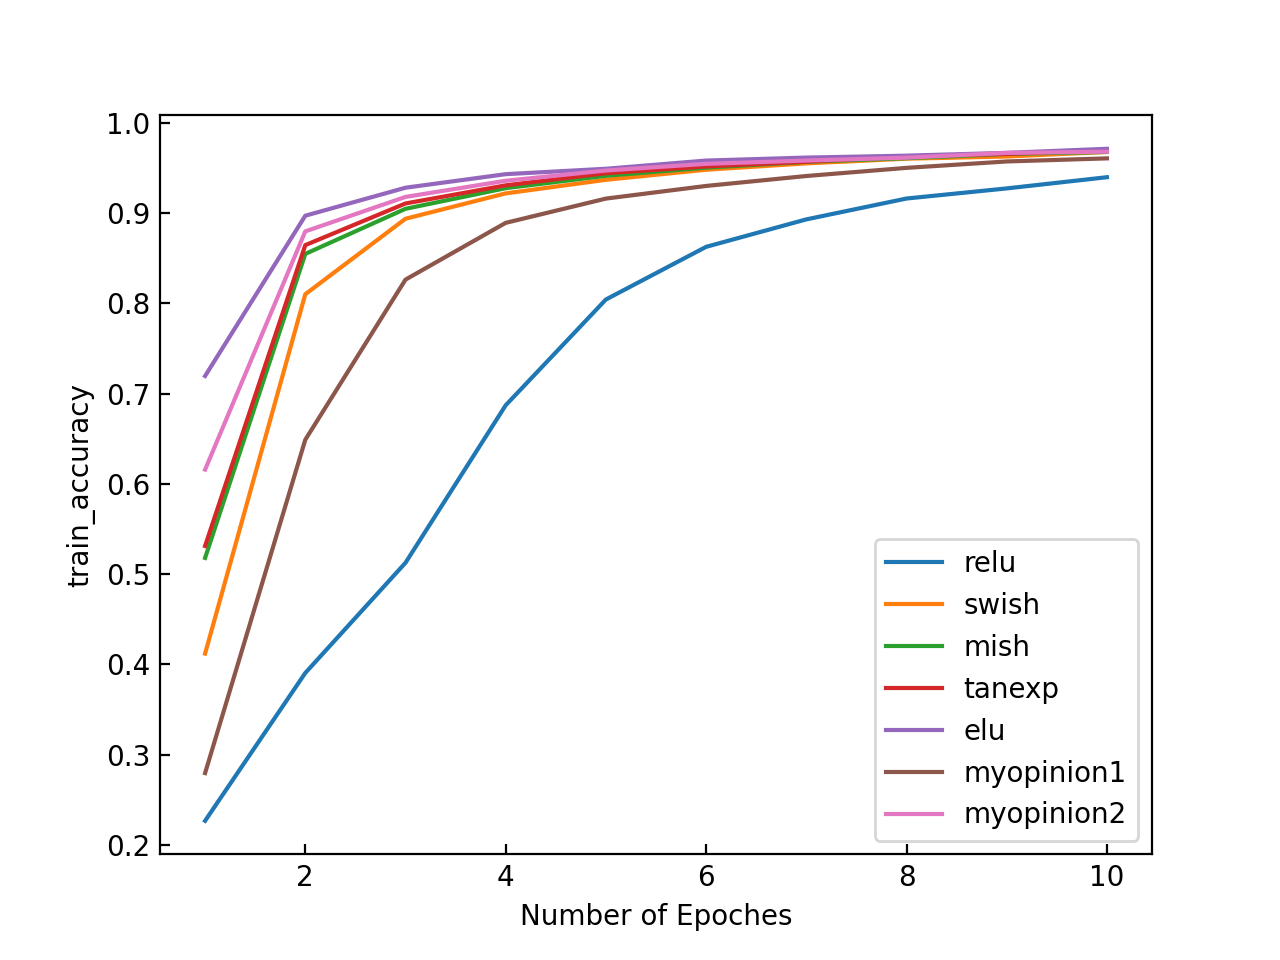 1.0
0.9
0.8
0.7
0.6
0.5
0.4
0.3
0.2
train_accuracy
relu
swish
mish
tanexp
elu
myopinion1
myopinion2
2 4 6 8 10
Number of Epoches